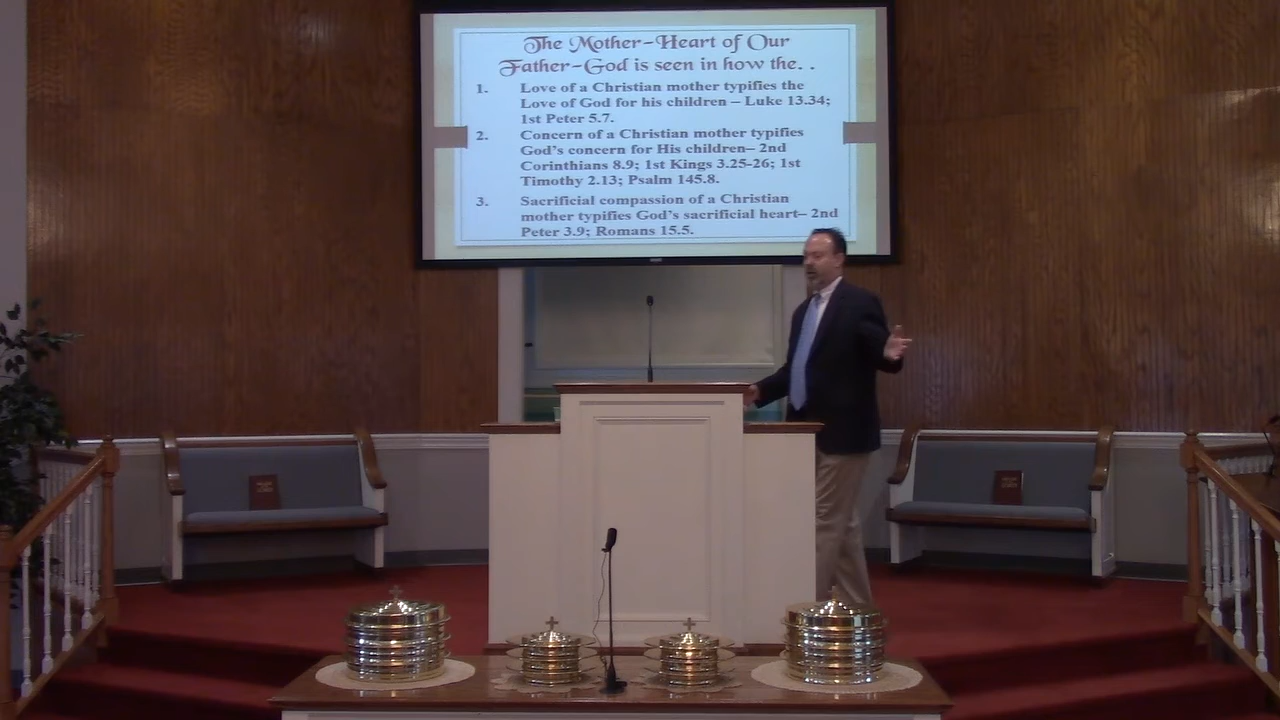 The Mother-Heart of Our
Father-God is seen in how the. .
1. Love of a Christian mother typifies the
Love of God for his children – Luke 13.34;
1st Peter 5.7.
2. Concern of a Christian mother typifies
God's concern for His children– 2nd
Corinthians 8.9; 1st Kings 3.25-26; 1st
Timothy 2.13; Psalm 145.8.
3. Sacrificial compassion of a Christian
mother typifies God's sacrificial heart– 2nd
Peter 3.9; Romans 15.5.